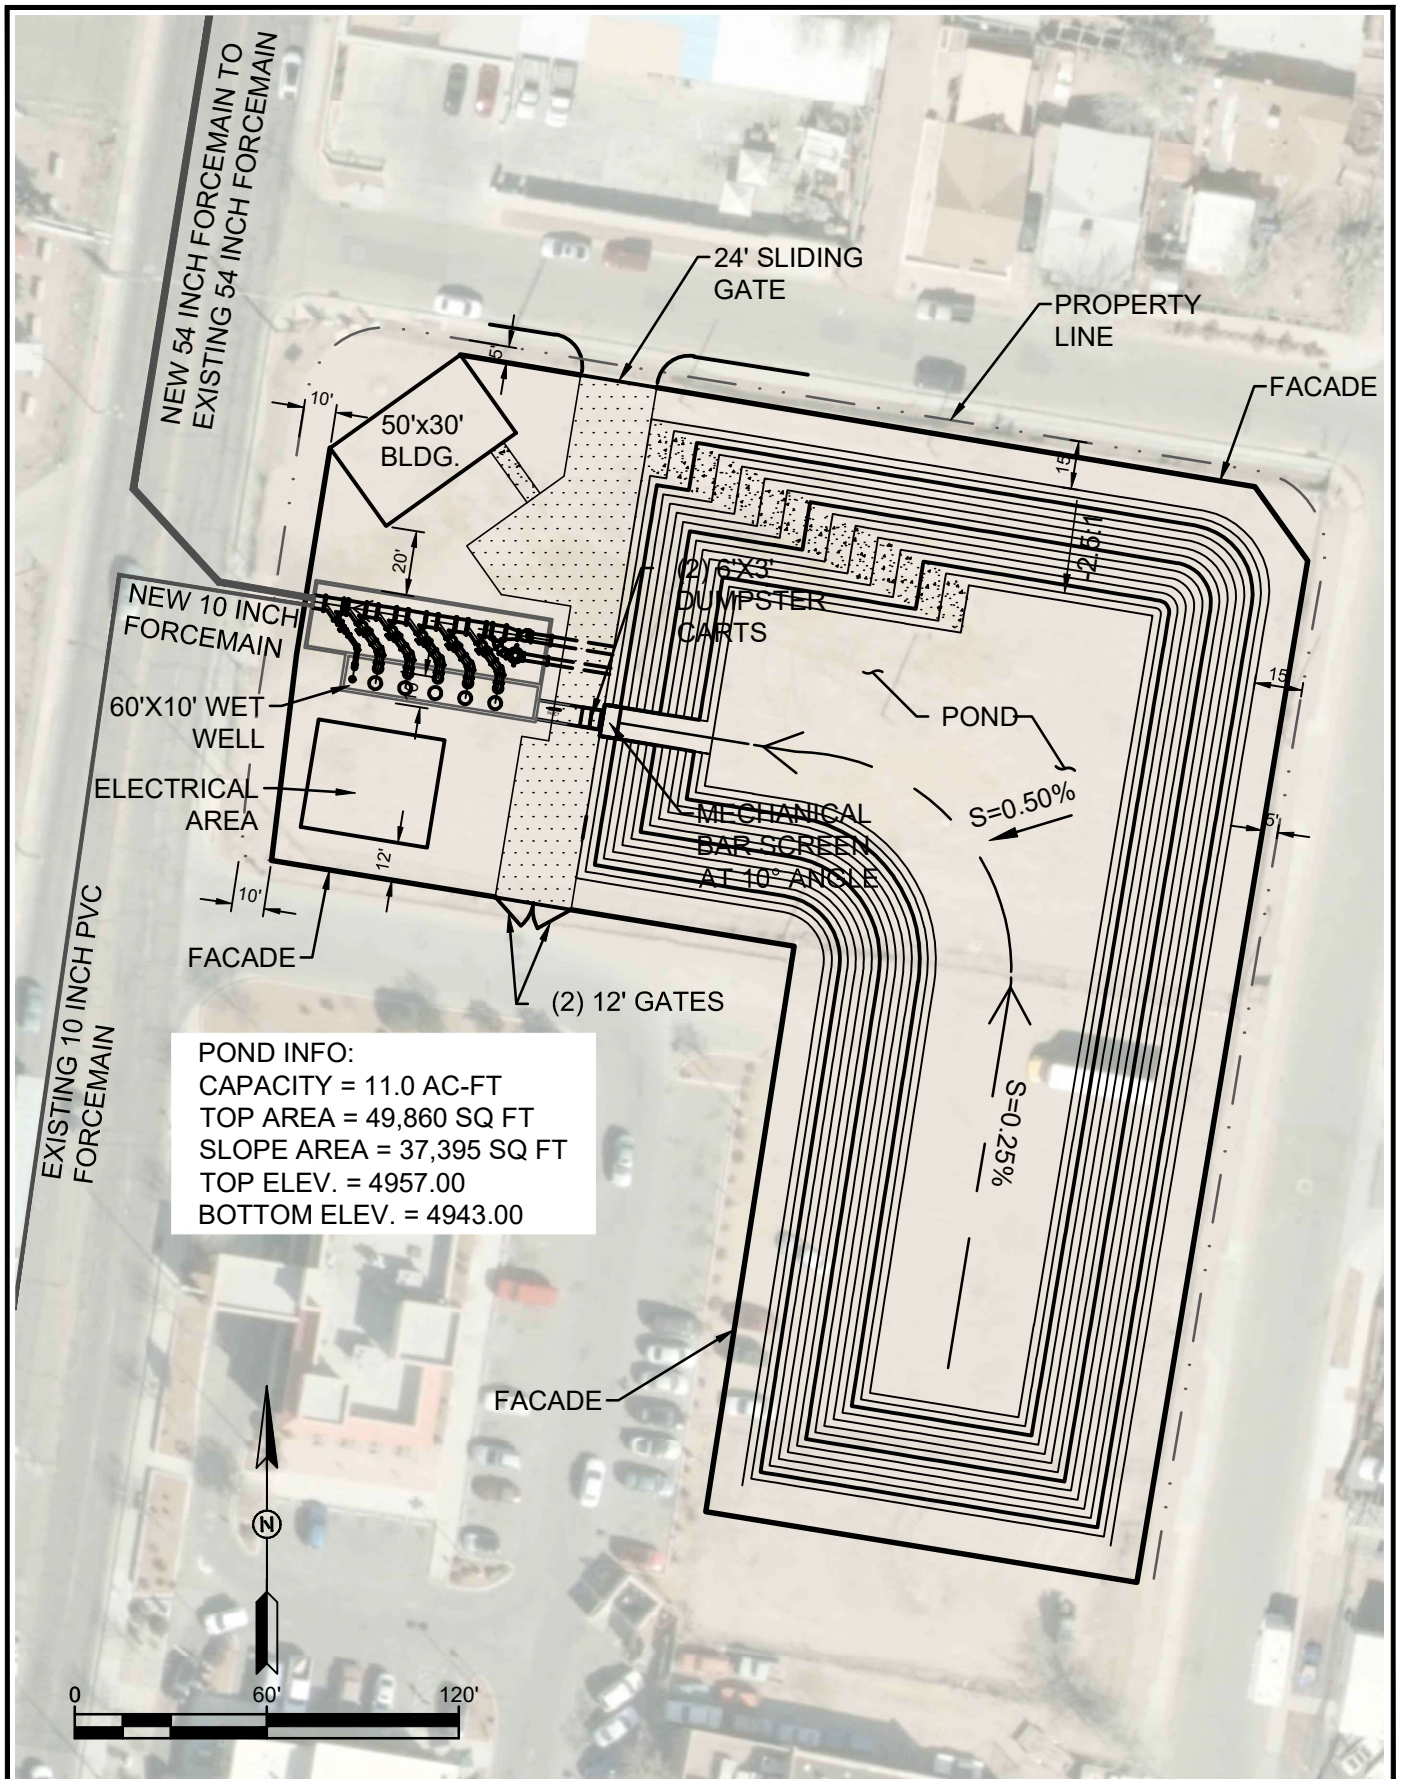 NEW 54 INCH FORCEMAIN TO
EXISTING 54 INCH FORCEMAIN
24' SLIDING
GATE
PROPERTY
LINE
FACADE
5'
10'
50'x30'
BLDG.
15'
-2.5:1
20'
(2) 6'X3'
DUMPSTER
CARTS
NEW 10 INCH
FORCEMAIN
60'X10' WET
WELL
15'
POND
ELECTRICAL
AREA
S=0.50%
MECHANICAL
BAR SCREEN
AT 10° ANGLE
5'
12'
10'
FACADE
(2) 12' GATES
EXISTING 10 INCH PVC
FORCEMAIN
POND INFO:
CAPACITY = 11.0 AC-FT
TOP AREA = 49,860 SQ FT
SLOPE AREA = 37,395 SQ FT
TOP ELEV. = 4957.00
BOTTOM ELEV. = 4943.00
S=0.25%
FACADE
N
0 60' 120'